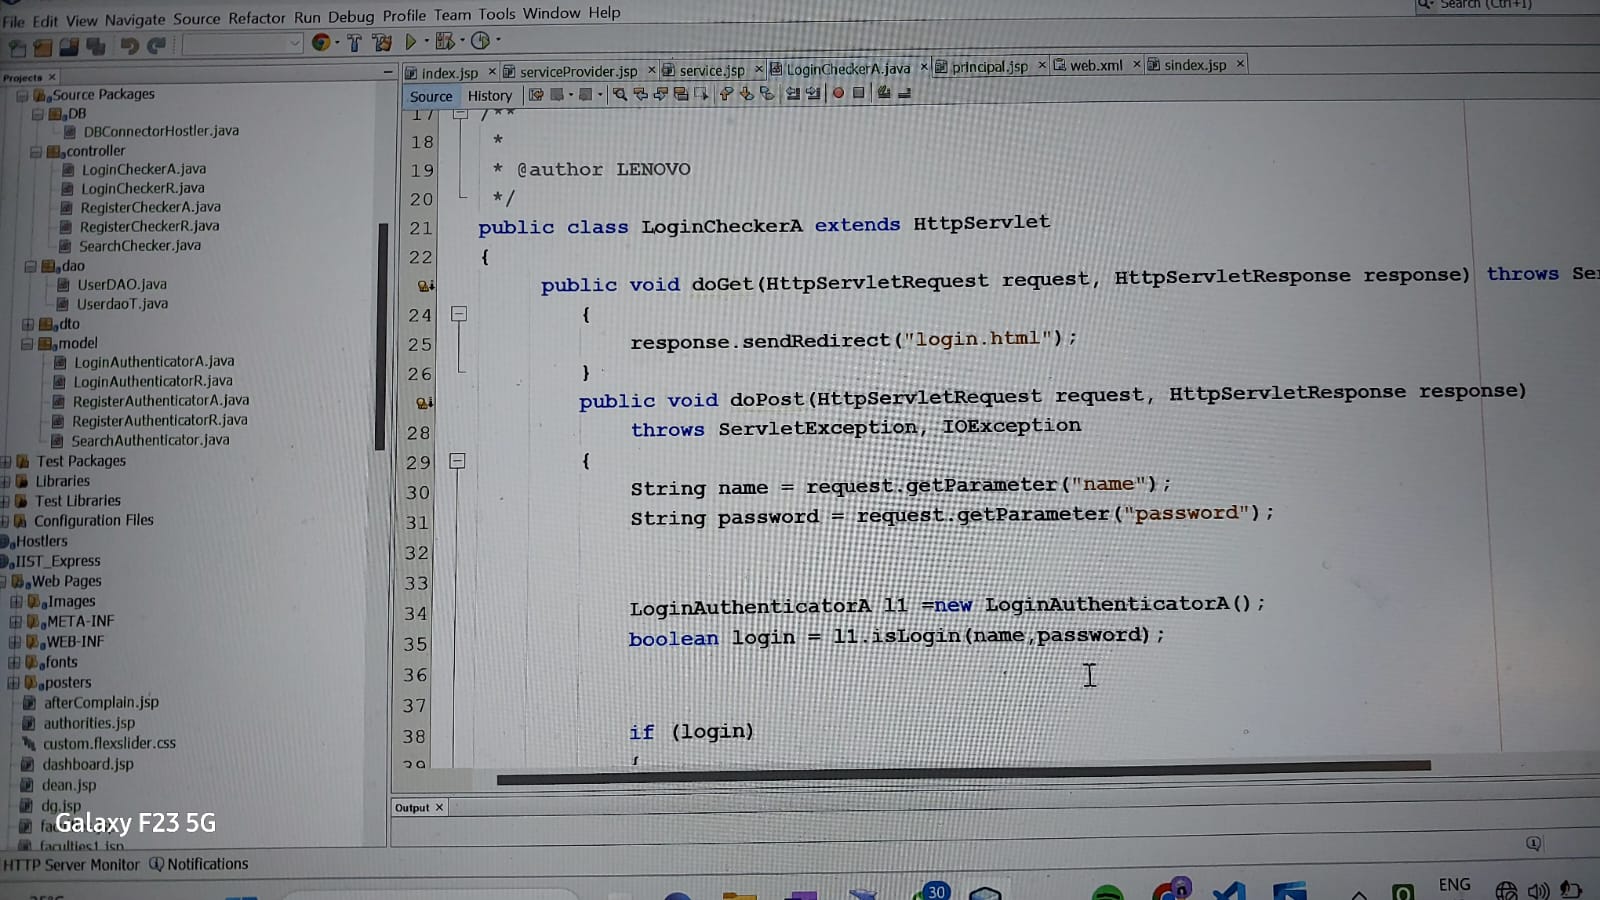 File Edit View Navigate Source Refactor Run Debug Profile Team Tools Window Help
Search (Ctrl+I)
Projects
Source Packages
DB
DBConnectorHostler.java
controller
LoginCheckerA.java
LoginCheckerR.java
RegisterCheckerA.java
RegisterCheckerR.java
SearchChecker.java
dao
UserDAO.java
UserdaoT.java
dto
model
LoginAuthenticatorA.java
LoginAuthenticatorR.java
RegisterAuthenticatorA.java
RegisterAuthenticatorR.java
SearchAuthenticator.java
Test Packages
Libraries
Test Libraries
Configuration Files
Hostlers
IIST_Express
Web Pages
Images
META-INF
WEB-INF
fonts
posters
afterComplain.jsp
authorities.jsp
custom.flexslider.css
dashboard.jsp
dean.jsp
dg.jsp
faculties1.jsp
index.jsp serviceProvider.jsp service.jsp LoginCheckerA.java principal.jsp web.xml sindex.jsp
Source History
17 /**
18 *
19 * @author LENOVO
20 */
21 public class LoginCheckerA extends HttpServlet
22 {
public void doGet(HttpServletRequest request, HttpServletResponse response) throws Se
24 {
25 response.sendRedirect("login.html");
26 }
public void doPost(HttpServletRequest request, HttpServletResponse response)
28 throws ServletException, IOException
29 {
30 String name = request.getParameter("name");
31 String password = request.getParameter("password");
32
33
34 LoginAuthenticatorA l1 =new LoginAuthenticatorA();
35 boolean login = l1.isLogin(name,password);
36
37
38 if (login)
39 {
Output
Galaxy F23 5G
HTTP Server Monitor Notifications
30
ENG